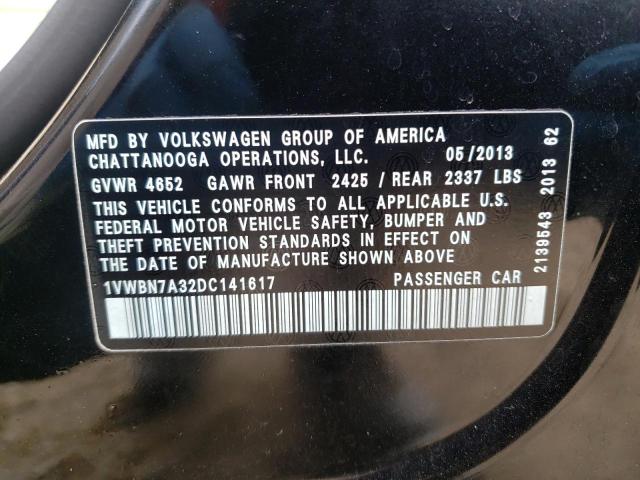 MFD BY VOLKSWAGEN GROUP OF AMERICA
CHATTANOOGA OPERATIONS, LLC. 05/2013
GVWR 4652 GAWR FRONT 2425 / REAR 2337 LBS
THIS VEHICLE CONFORMS TO ALL APPLICABLE U.S.
FEDERAL MOTOR VEHICLE SAFETY, BUMPER AND
THEFT PREVENTION STANDARDS IN EFFECT ON
THE DATE OF MANUFACTURE SHOWN ABOVE
1VWBN7A32DC141617 PASSENGER CAR
2139543 2013 62